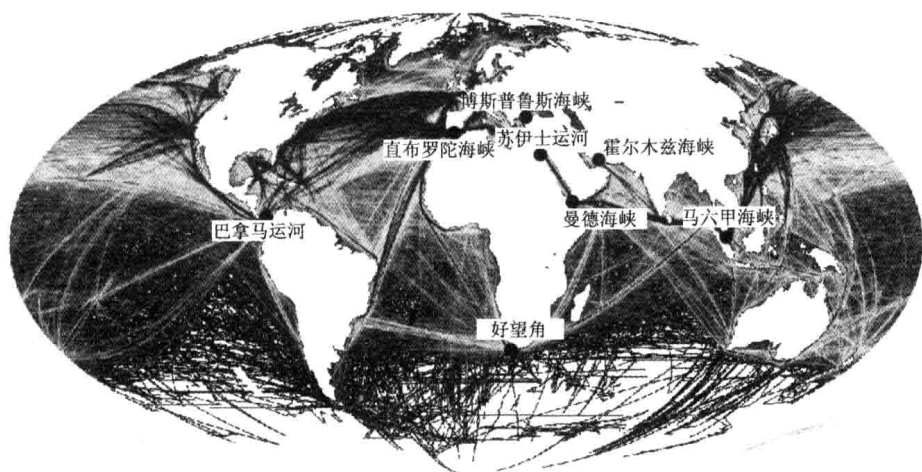 博斯普鲁斯海峡
直布罗陀海峡
苏伊士运河
霍尔木兹海峡
巴拿马运河
曼德海峡
马六甲海峡
好望角